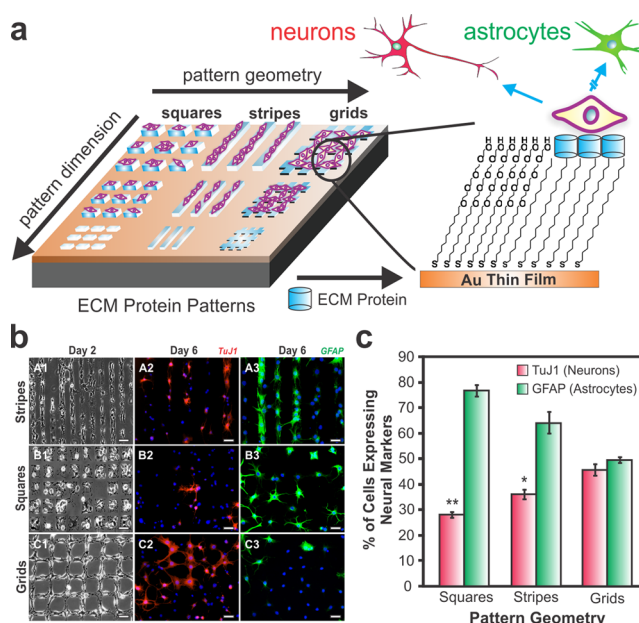 a
neurons
astrocytes
pattern geometry
squares stripes grids
pattern dimension
ECM Protein Patterns
ECM Protein
Au Thin Film
S S S S S S S S S S
b
Day 2 Day 6 TuJ1 Day 6 GFAP
Stripes
A1 A2 A3
Squares
B1 B2 B3
Grids
C1 C2 C3
c
TuJ1 (Neurons)
GFAP (Astrocytes)
% of Cells Expressing
Neural Markers
90
80
70
60
50
40
30
20
10
0
**
*
Squares Stripes Grids
Pattern Geometry